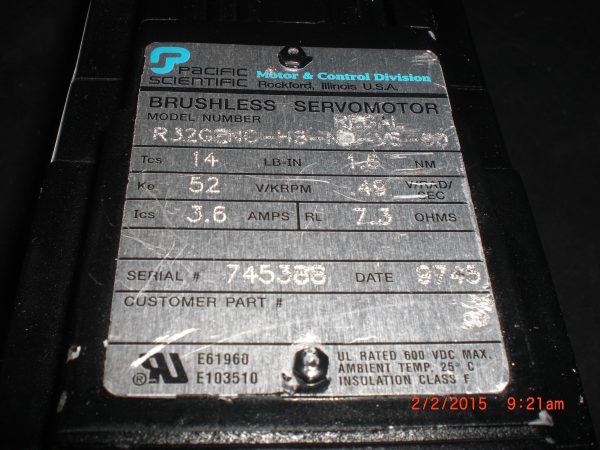 PACIFIC
SCIENTIFIC
Motor & Control Division
Rockford, Illinois U.S.A.
BRUSHLESS SERVOMOTOR
MODEL NUMBER
Tcs 14 LB-IN 1.6 NM
Ke 52 V/KRPM .49 V/RAD/SEC
Ics 3.6 AMPS RL 7.3 OHMS
SERIAL # 745388 DATE 9745
CUSTOMER PART #
® E61960
E103510
UL RATED 600 VDC MAX.
AMBIENT TEMP. 25° C
INSULATION CLASS F
2/2/2015 9:21am